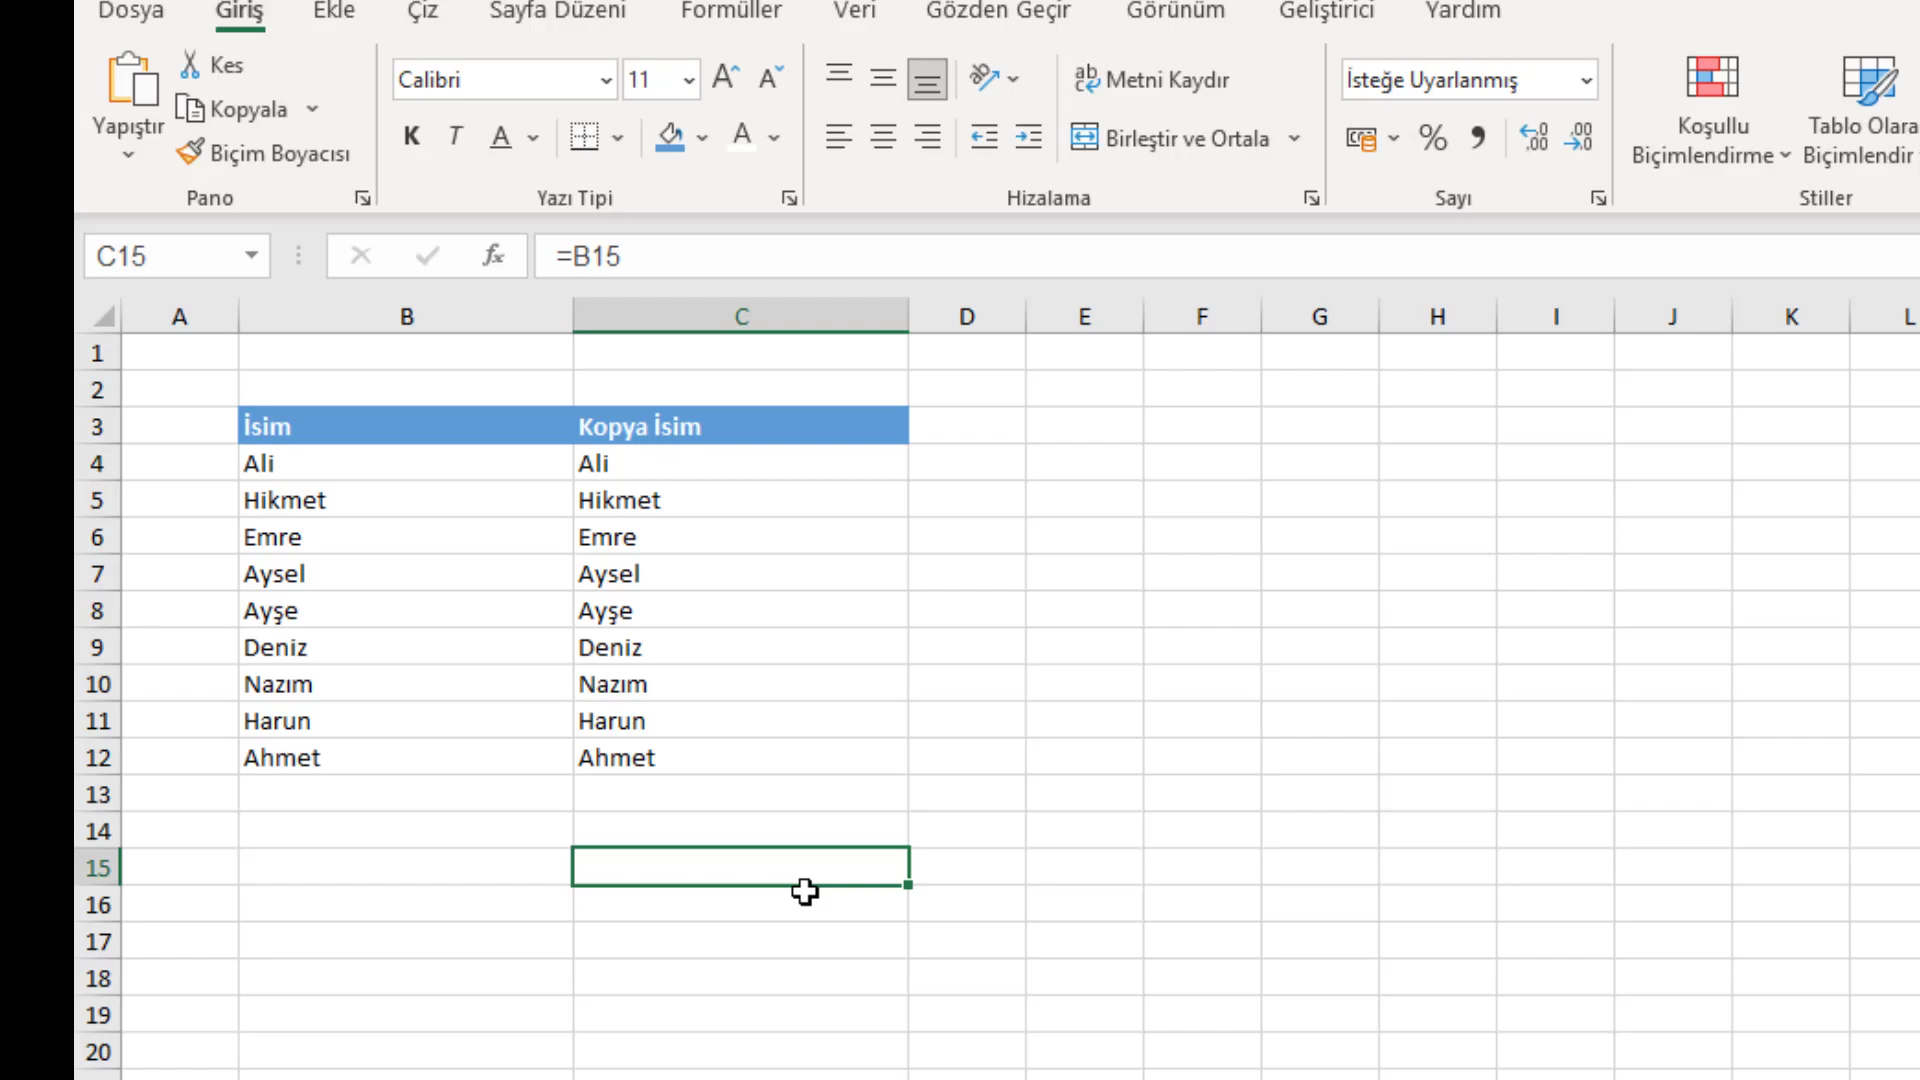 Dosya Giriş Ekle Çiz Sayfa Düzeni Formüller Veri Gözden Geçir Görünüm Geliştirici Yardım
Yapıştır
Kes
Kopyala
Biçim Boyacısı
Pano
Calibri 11
K T A
Yazı Tipi
Metni Kaydır
Birleştir ve Ortala
Hizalama
İsteğe Uyarlanmış
%
Sayı
Koşullu
Biçimlendirme
Tablo Olara
Biçimlendir
Stiller
C15 fx =B15
A B C D E F G H I J K L
1
2
3 İsim Kopya İsim
4 Ali Ali
5 Hikmet Hikmet
6 Emre Emre
7 Aysel Aysel
8 Ayşe Ayşe
9 Deniz Deniz
10 Nazım Nazım
11 Harun Harun
12 Ahmet Ahmet
13
14
15
16
17
18
19
20